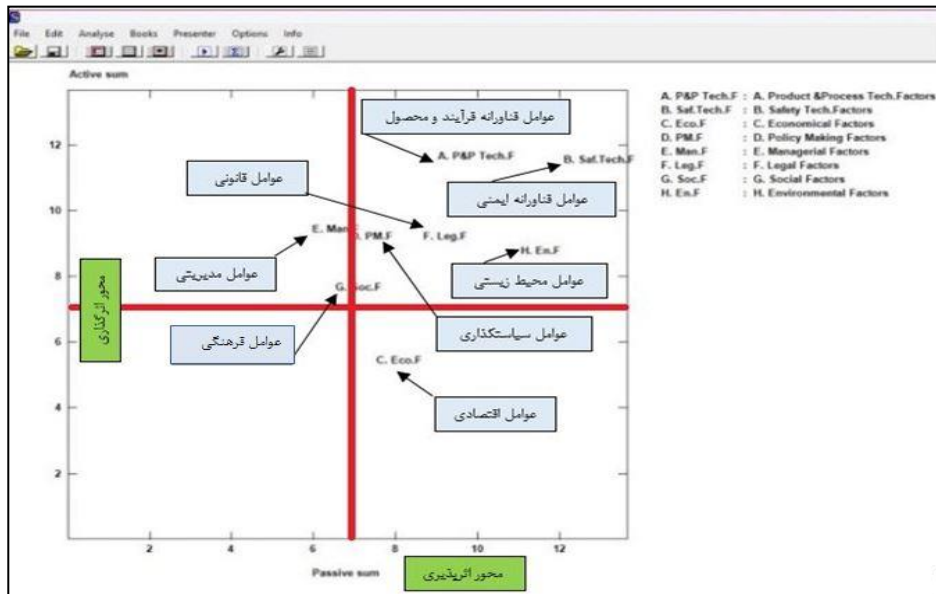 File Edit Analyse Books Presenter Options Info
Active sum
12
10
8
6
4
2
2 4 6 8 10 12
Passive sum
محور اثرگذاری
محور اثرپذیری
عوامل فناورانه فرآیند و محصول
A. P&P Tech.F
B. Saf.Tech.F
عوامل قانونی
عوامل فناورانه ایمنی
E. Man.F
D. PM.F
F. Leg.F
H. En.F
عوامل مدیریتی
عوامل محیط زیستی
G. Soc.F
عوامل فرهنگی
عوامل سیاستگذاری
C. Eco.F
عوامل اقتصادی
A. P&P Tech.F : A. Product &Process Tech.Factors
B. Saf.Tech.F : B. Safety Tech.Factors
C. Eco.F : C. Economical Factors
D. PM.F : D. Policy Making Factors
E. Man.F : E. Managerial Factors
F. Leg.F : F. Legal Factors
G. Soc.F : G. Social Factors
H. En.F : H. Environmental Factors